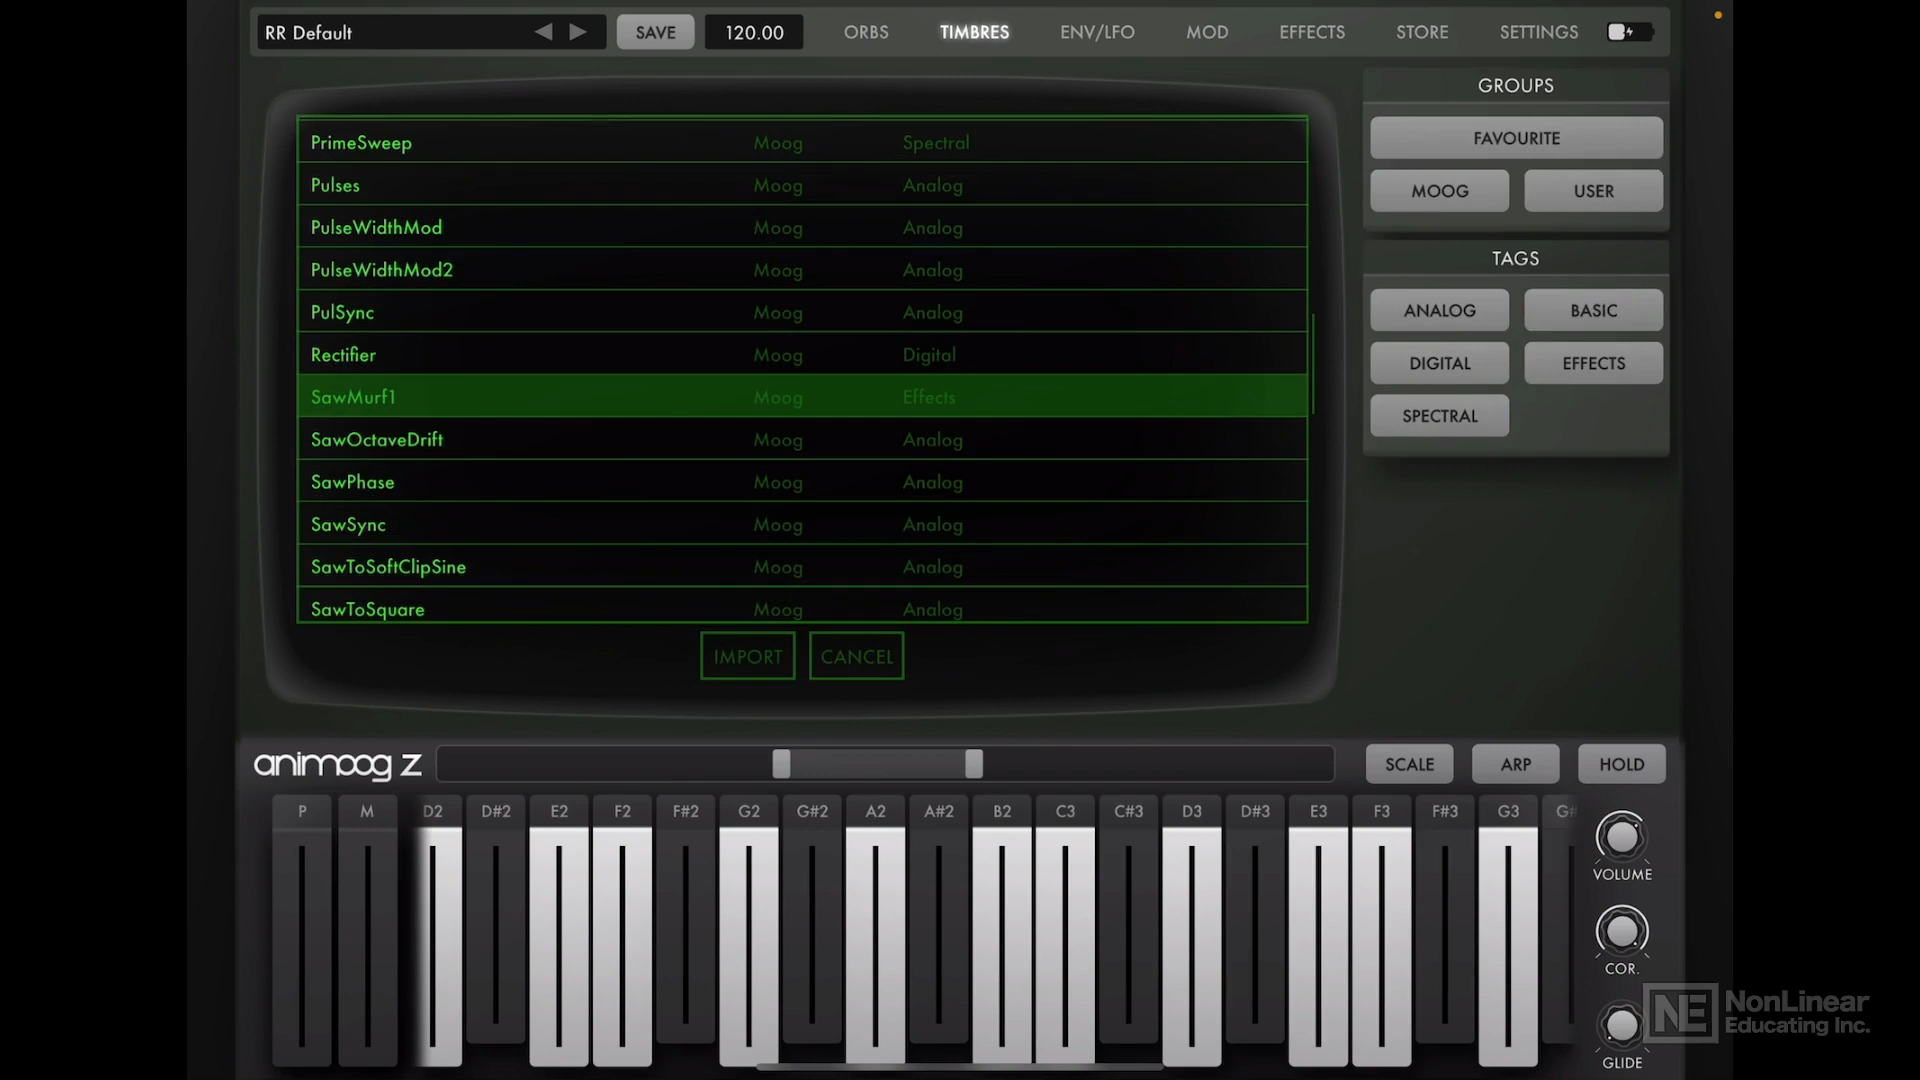 RR Default SAVE 120.00 ORBS TIMBRES ENV/LFO MOD EFFECTS STORE SETTINGS
PrimeSweep Moog Spectral
Pulses Moog Analog
PulseWidthMod Moog Analog
PulseWidthMod2 Moog Analog
PulSync Moog Analog
Rectifier Moog Digital
SawMurf1 Moog Effects
SawOctaveDrift Moog Analog
SawPhase Moog Analog
SawSync Moog Analog
SawToSoftClipSine Moog Analog
SawToSquare Moog Analog
IMPORT CANCEL
GROUPS
FAVOURITE
MOOG USER
TAGS
ANALOG BASIC
DIGITAL EFFECTS
SPECTRAL
animoog Z SCALE ARP HOLD
P M D2 D#2 E2 F2 F#2 G2 G#2 A2 A#2 B2 C3 C#3 D3 D#3 E3 F3 F#3 G3 G#
VOLUME
COR.
GLIDE
NE NonLinear
Educating Inc.